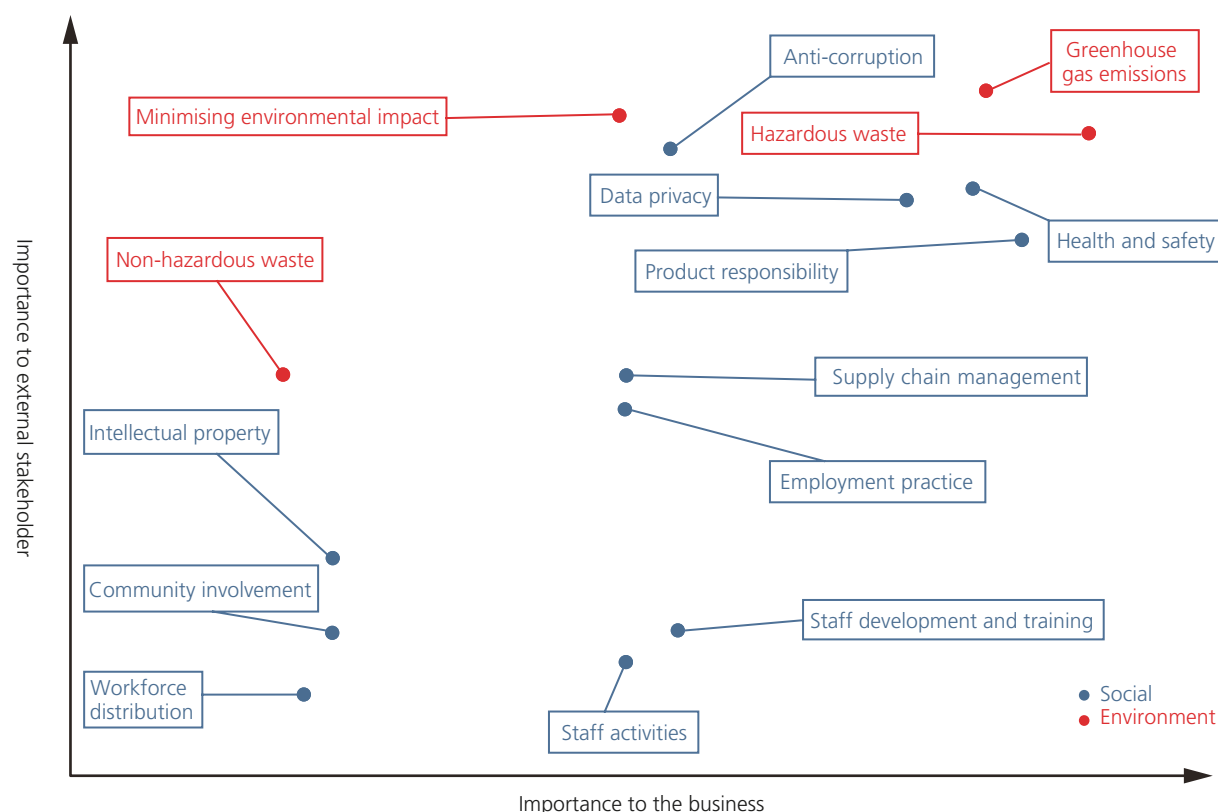 Anti-corruption
Greenhouse
gas emissions
Minimising environmental impact
Hazardous waste
Data privacy
Health and safety
Product responsibility
Non-hazardous waste
Importance to external stakeholder
Supply chain management
Intellectual property
Employment practice
Community involvement
Staff development and training
Workforce
distribution
Staff activities
Social
Environment
Importance to the business